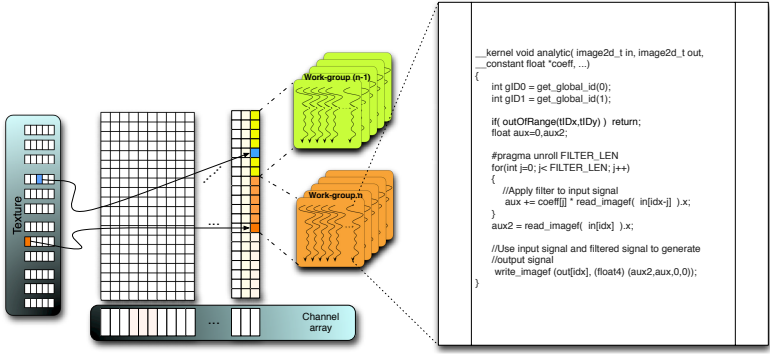 Texture
...
...
...
Channel
array
Work-group (n-1)
Work-group n
__kernel void analytic( image2d_t in, image2d_t out,
__constant float *coeff, ...)
{
int gID0 = get_global_id(0);
int gID1 = get_global_id(1);
if( outOfRange(tIDx,tIDy) ) return;
float aux=0,aux2;
#pragma unroll FILTER_LEN
for(int j=0; j< FILTER_LEN; j++)
{
//Apply filter to input signal
aux += coeff[j] * read_imagef( in[idx-j] ).x;
}
aux2 = read_imagef( in[idx] ).x;
//Use input signal and filtered signal to generate
//output signal
write_imagef (out[idx], (float4) (aux2,aux,0,0));
}